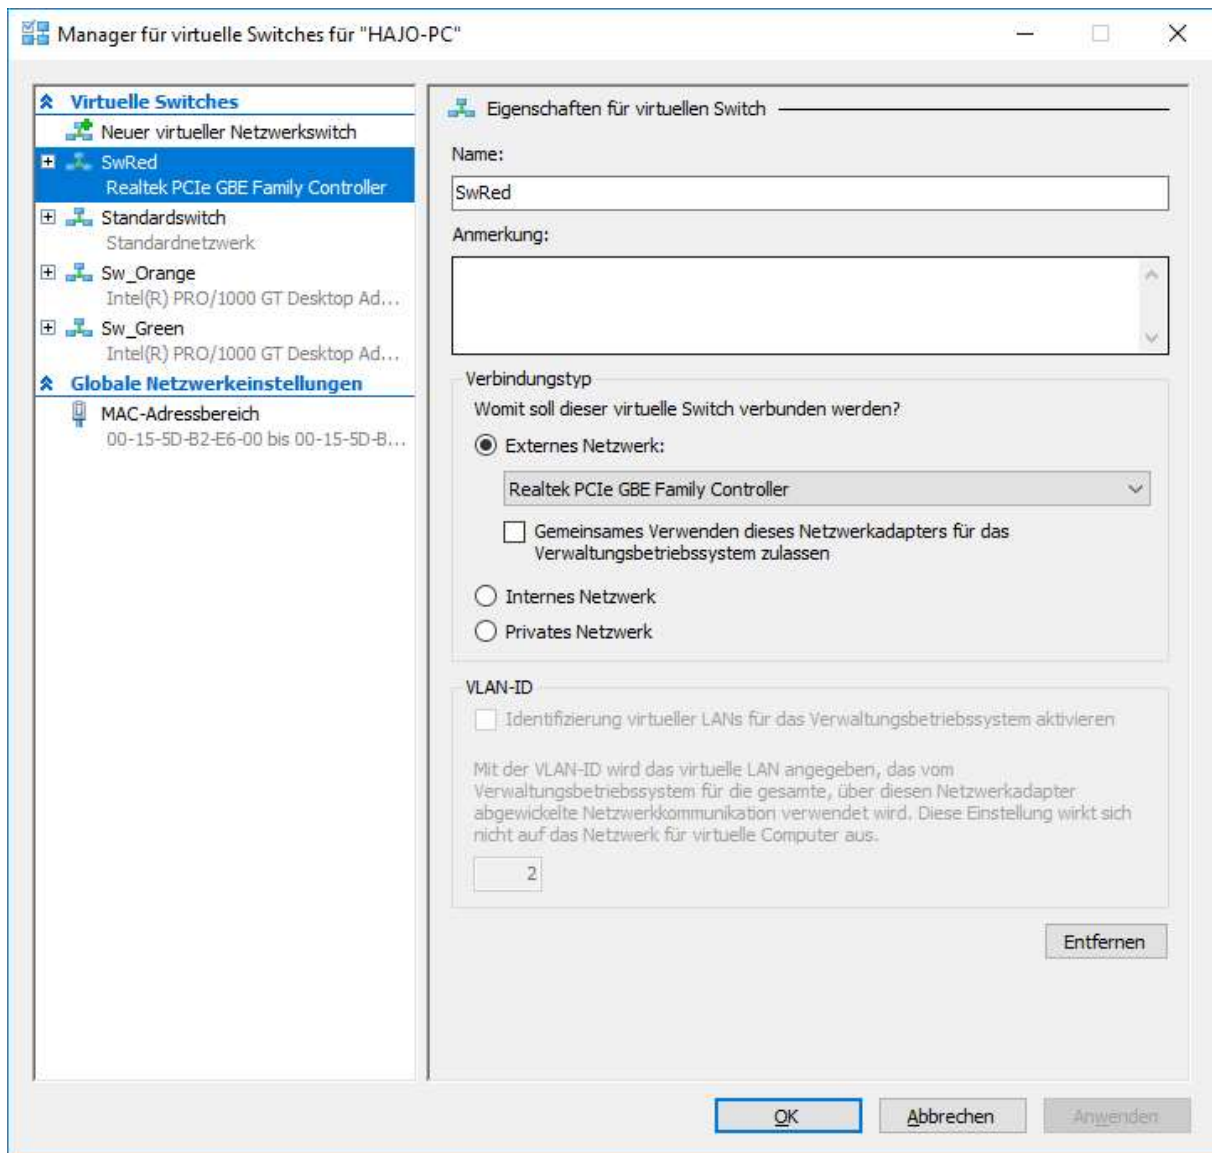 Manager für virtuelle Switches für "HAJO-PC"
Virtuelle Switches
Neuer virtueller Netzwerkswitch
SwRed
Realtek PCIe GBE Family Controller
Standardswitch
Standardnetzwerk
Sw_Orange
Intel(R) PRO/1000 GT Desktop Ad...
Sw_Green
Intel(R) PRO/1000 GT Desktop Ad...
Globale Netzwerkeinstellungen
MAC-Adressbereich
00-15-5D-B2-E6-00 bis 00-15-5D-B...
Eigenschaften für virtuellen Switch
Name:
SwRed
Anmerkung:
Verbindungstyp
Womit soll dieser virtuelle Switch verbunden werden?
Externes Netzwerk:
Realtek PCIe GBE Family Controller
Gemeinsames Verwenden dieses Netzwerkadapters für das
Verwaltungsbetriebssystem zulassen
Internes Netzwerk
Privates Netzwerk
VLAN-ID
Identifizierung virtueller LANs für das Verwaltungsbetriebssystem aktivieren
Mit der VLAN-ID wird das virtuelle LAN angegeben, das vom
Verwaltungsbetriebssystem für die gesamte, über diesen Netzwerkadapter
abgewickelte Netzwerkkommunikation verwendet wird. Diese Einstellung wirkt sich
nicht auf das Netzwerk für virtuelle Computer aus.
2
Entfernen
OK
Abbrechen
Anwenden